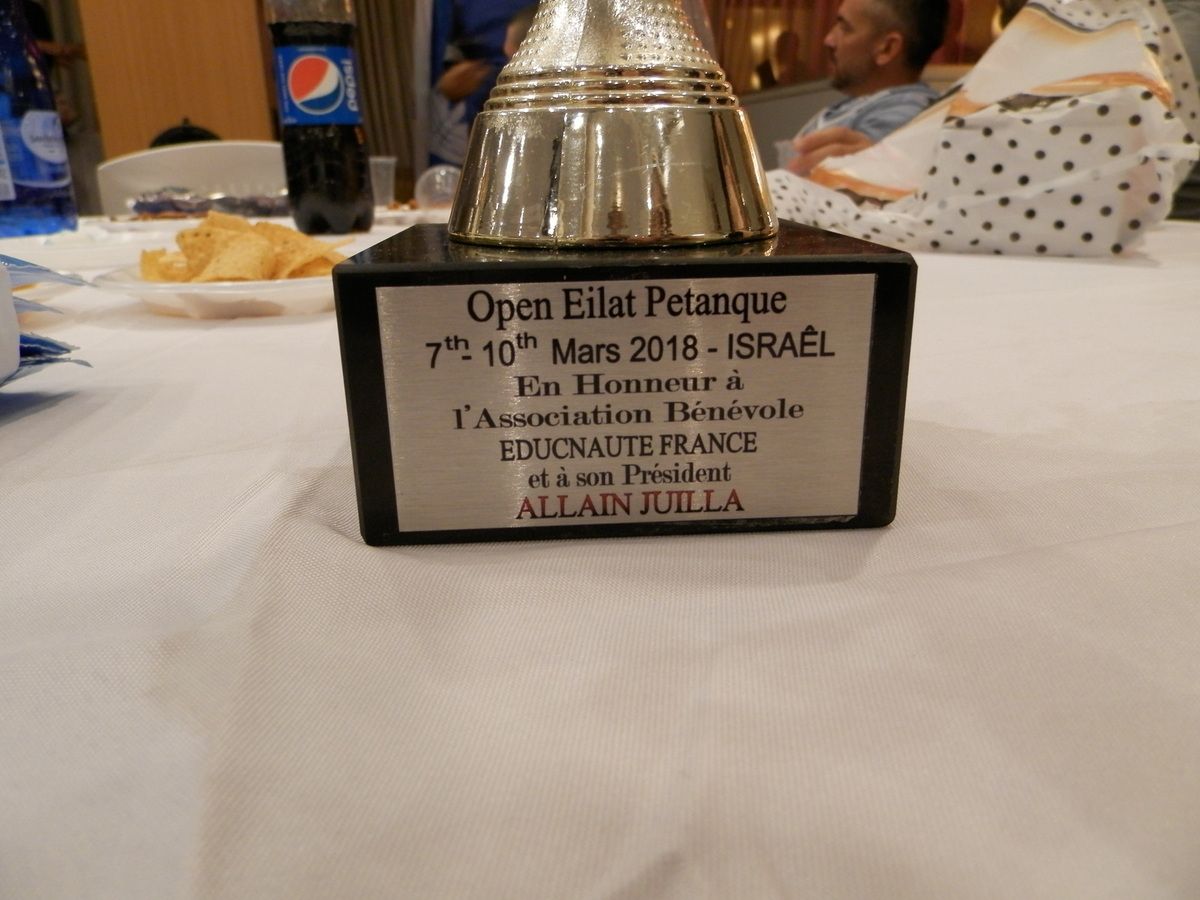 pepsi
Open Eilat Petanque
7th- 10th Mars 2018 - ISRAÊL
En Honneur à
l'Association Bénévole
EDUCNAUTE FRANCE
et à son Président
ALLAIN JUILLA